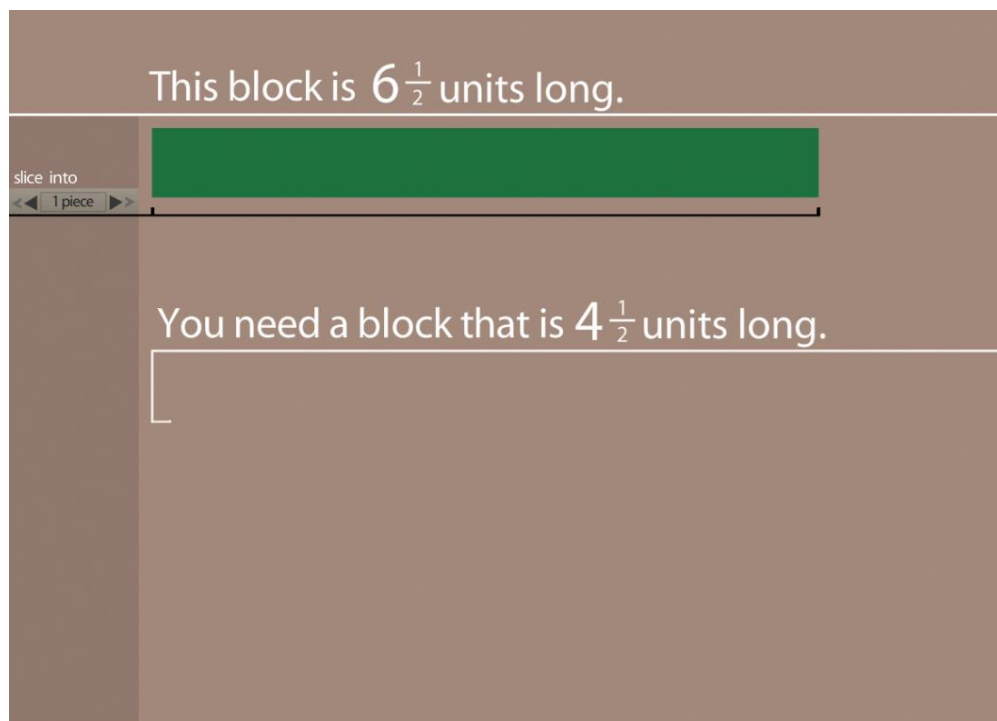 This block is 6 1/2 units long.
slice into
1 piece
You need a block that is 4 1/2 units long.